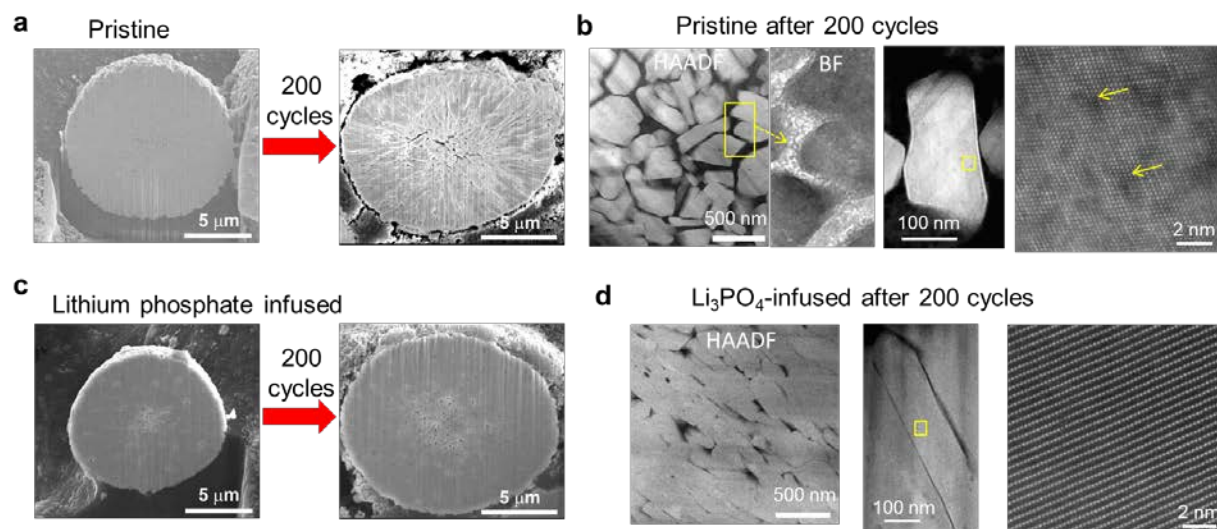 a
Pristine
200
cycles
5 μm
5 μm
b
Pristine after 200 cycles
HAADF
BF
500 nm
100 nm
2 nm
c
Lithium phosphate infused
200
cycles
5 μm
5 μm
d
Li₃PO₄-infused after 200 cycles
HAADF
500 nm
100 nm
2 nm